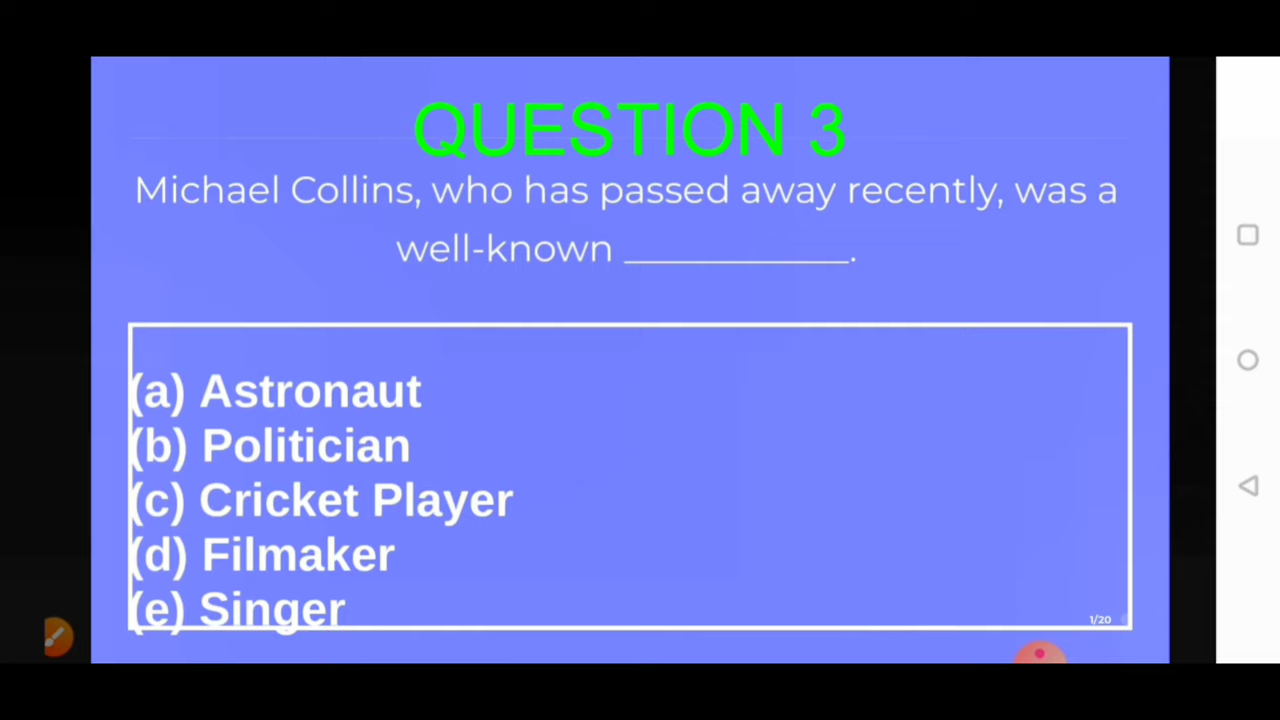 QUESTION 3
Michael Collins, who has passed away recently, was a
well-known ___________.
(a) Astronaut
(b) Politician
(c) Cricket Player
(d) Filmaker
(e) Singer
1/20